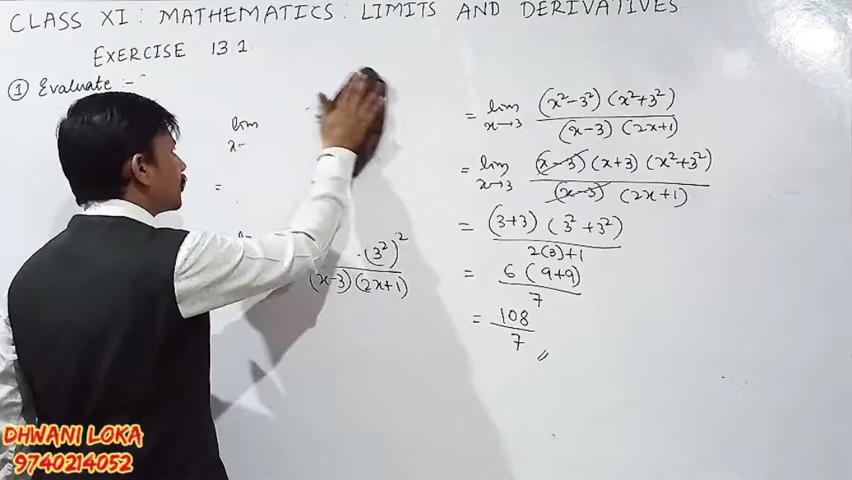 CLASS XI : MATHEMATICS : LIMITS AND DERIVATIVES
EXERCISE 13 1
① Evaluate :-
lim
x→
=
(3²)²
(x-3)(2x+1)
= lim x→3 (x²-3²) (x²+3²) / (x-3) (2x+1)
= lim x→3 (x-3) (x+3) (x²+3²) / (x-3) (2x+1)
= (3+3) (3²+3²) / 2(3)+1
= 6 (9+9) / 7
= 108 / 7 //
DHWANI LOKA
9740214052